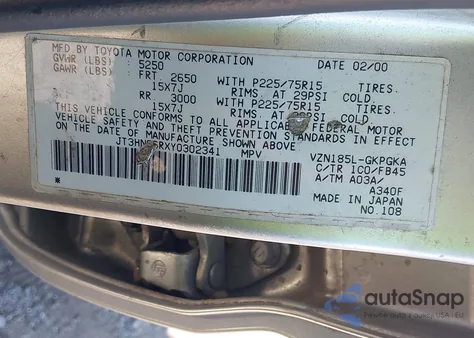 MFD BY TOYOTA MOTOR CORPORATION 02/00
GVWR (LBS) 5250
GAWR (LBS) FRT 2650 WITH P225/75R15 TIRES,
15X7J RIMS, AT 29PSI COLD.
RR 3000 WITH P225/75R15 TIRES,
15X7J RIMS, AT 32PSI COLD.
THIS VEHICLE CONFORMS TO ALL APPLICABLE FEDERAL MOTOR
VEHICLE SAFETY AND THEFT PREVENTION STANDARDS IN EFFECT ON THE
DATE OF MANUFACTURE SHOWN ABOVE.
MPV VZN185L-GKPGKA
C/TR 1C0/FB45
A/TM A03A/
A340F
MADE IN JAPAN
NO.108
autoSnap